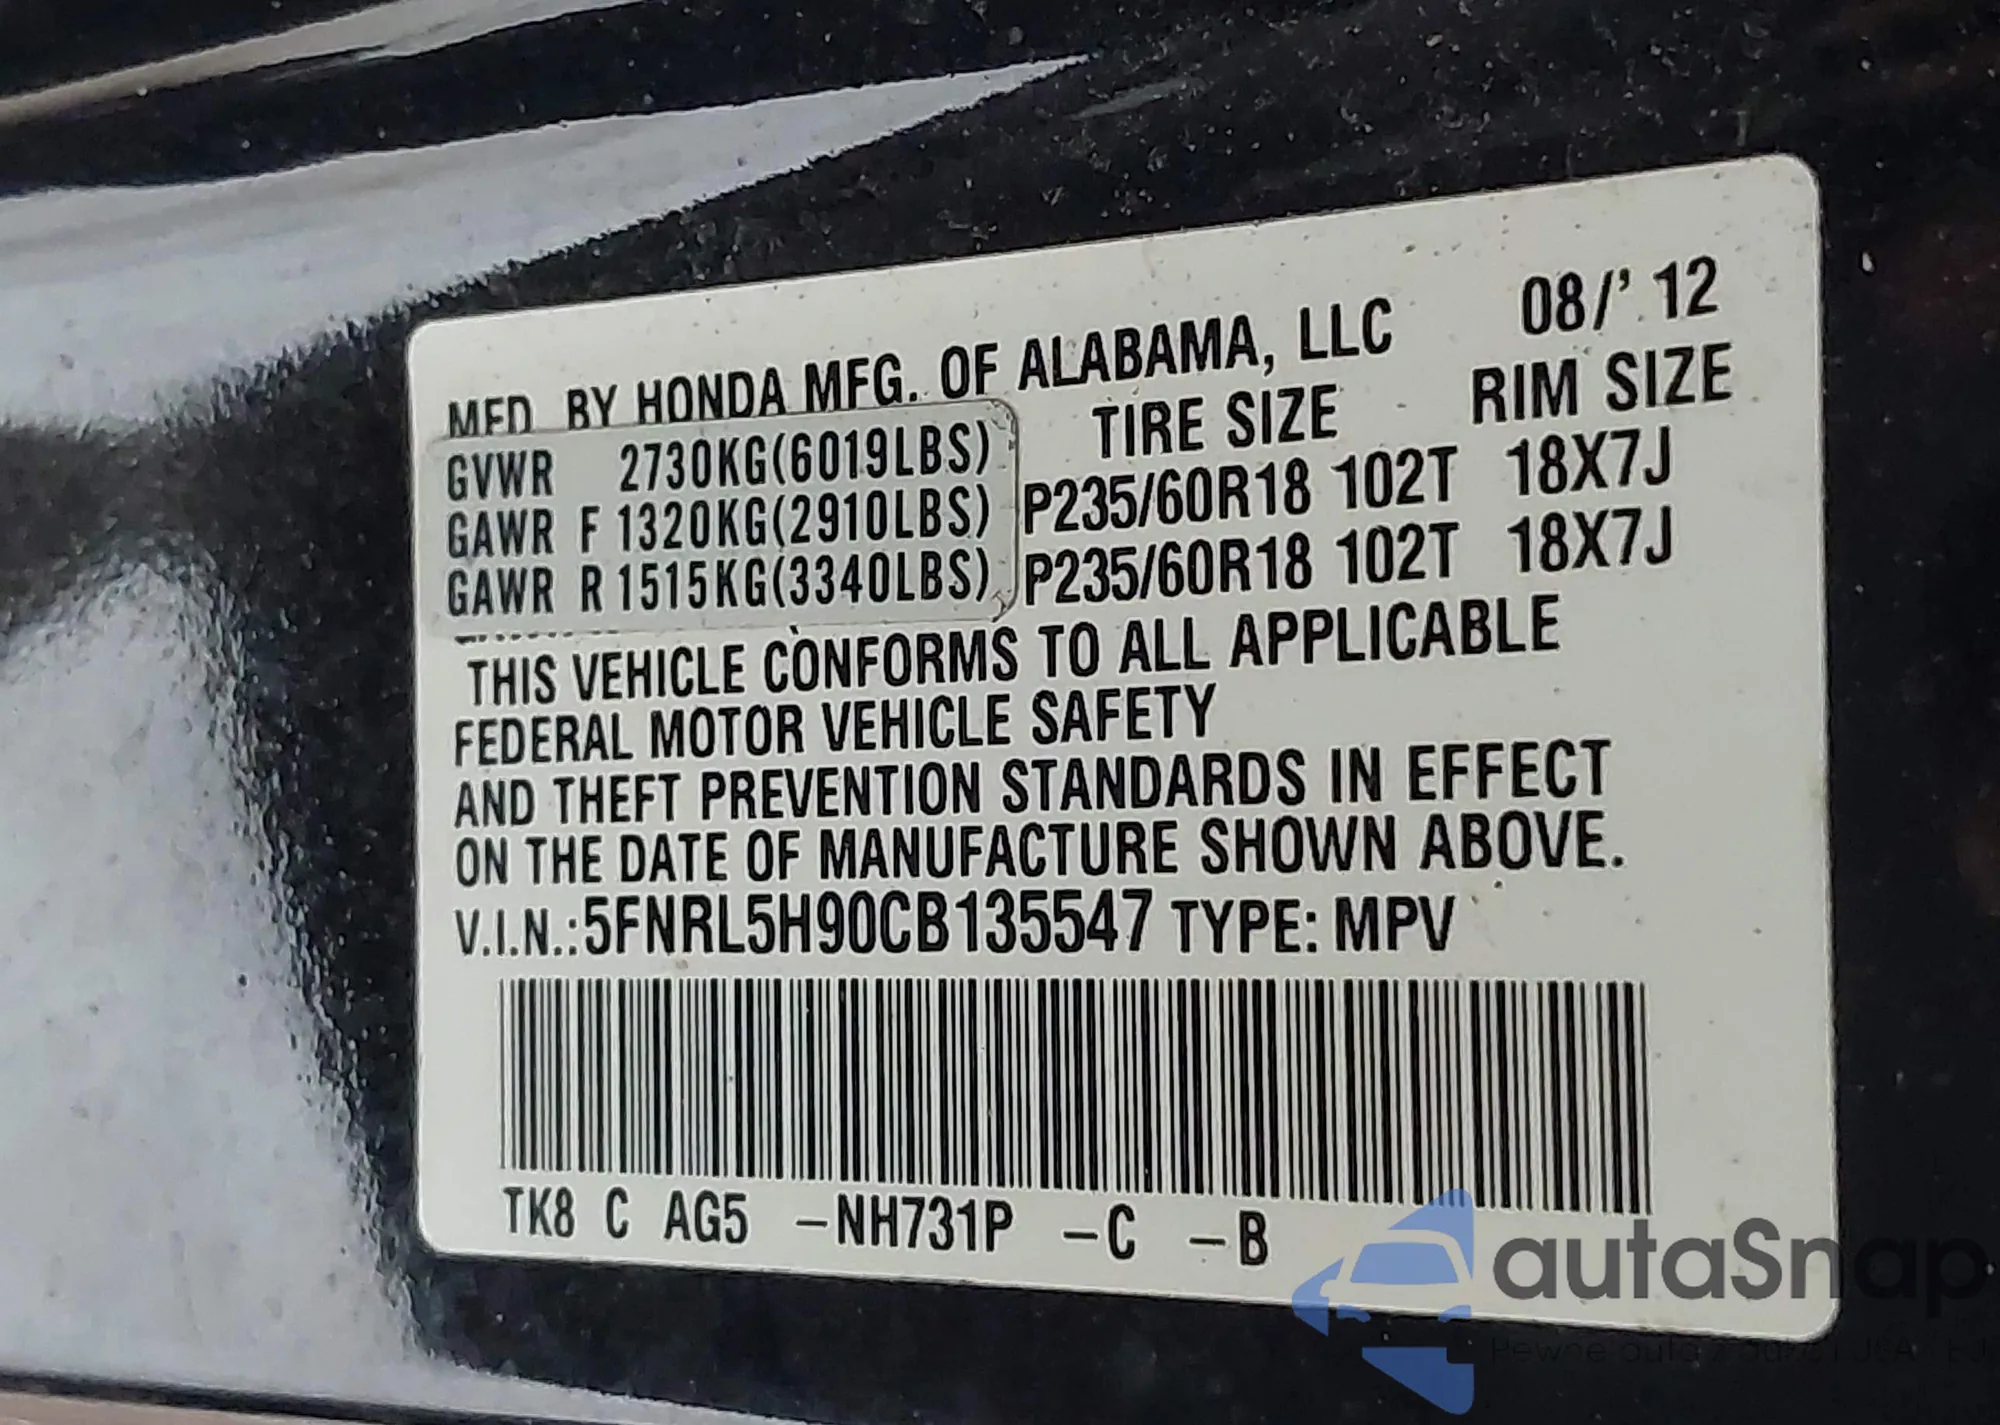 MFD. BY HONDA MFG. OF ALABAMA, LLC 08/'12
TIRE SIZE RIM SIZE
GVWR 2730KG(6019LBS)
GAWR F 1320KG(2910LBS) P235/60R18 102T 18X7J
GAWR R 1515KG(3340LBS) P235/60R18 102T 18X7J
THIS VEHICLE CONFORMS TO ALL APPLICABLE
FEDERAL MOTOR VEHICLE SAFETY
AND THEFT PREVENTION STANDARDS IN EFFECT
ON THE DATE OF MANUFACTURE SHOWN ABOVE.
V.I.N.:5FNRL5H90CB135547 TYPE: MPV
TK8 C AG5 -NH731P -C -B
autaSnap
Pewne auta z